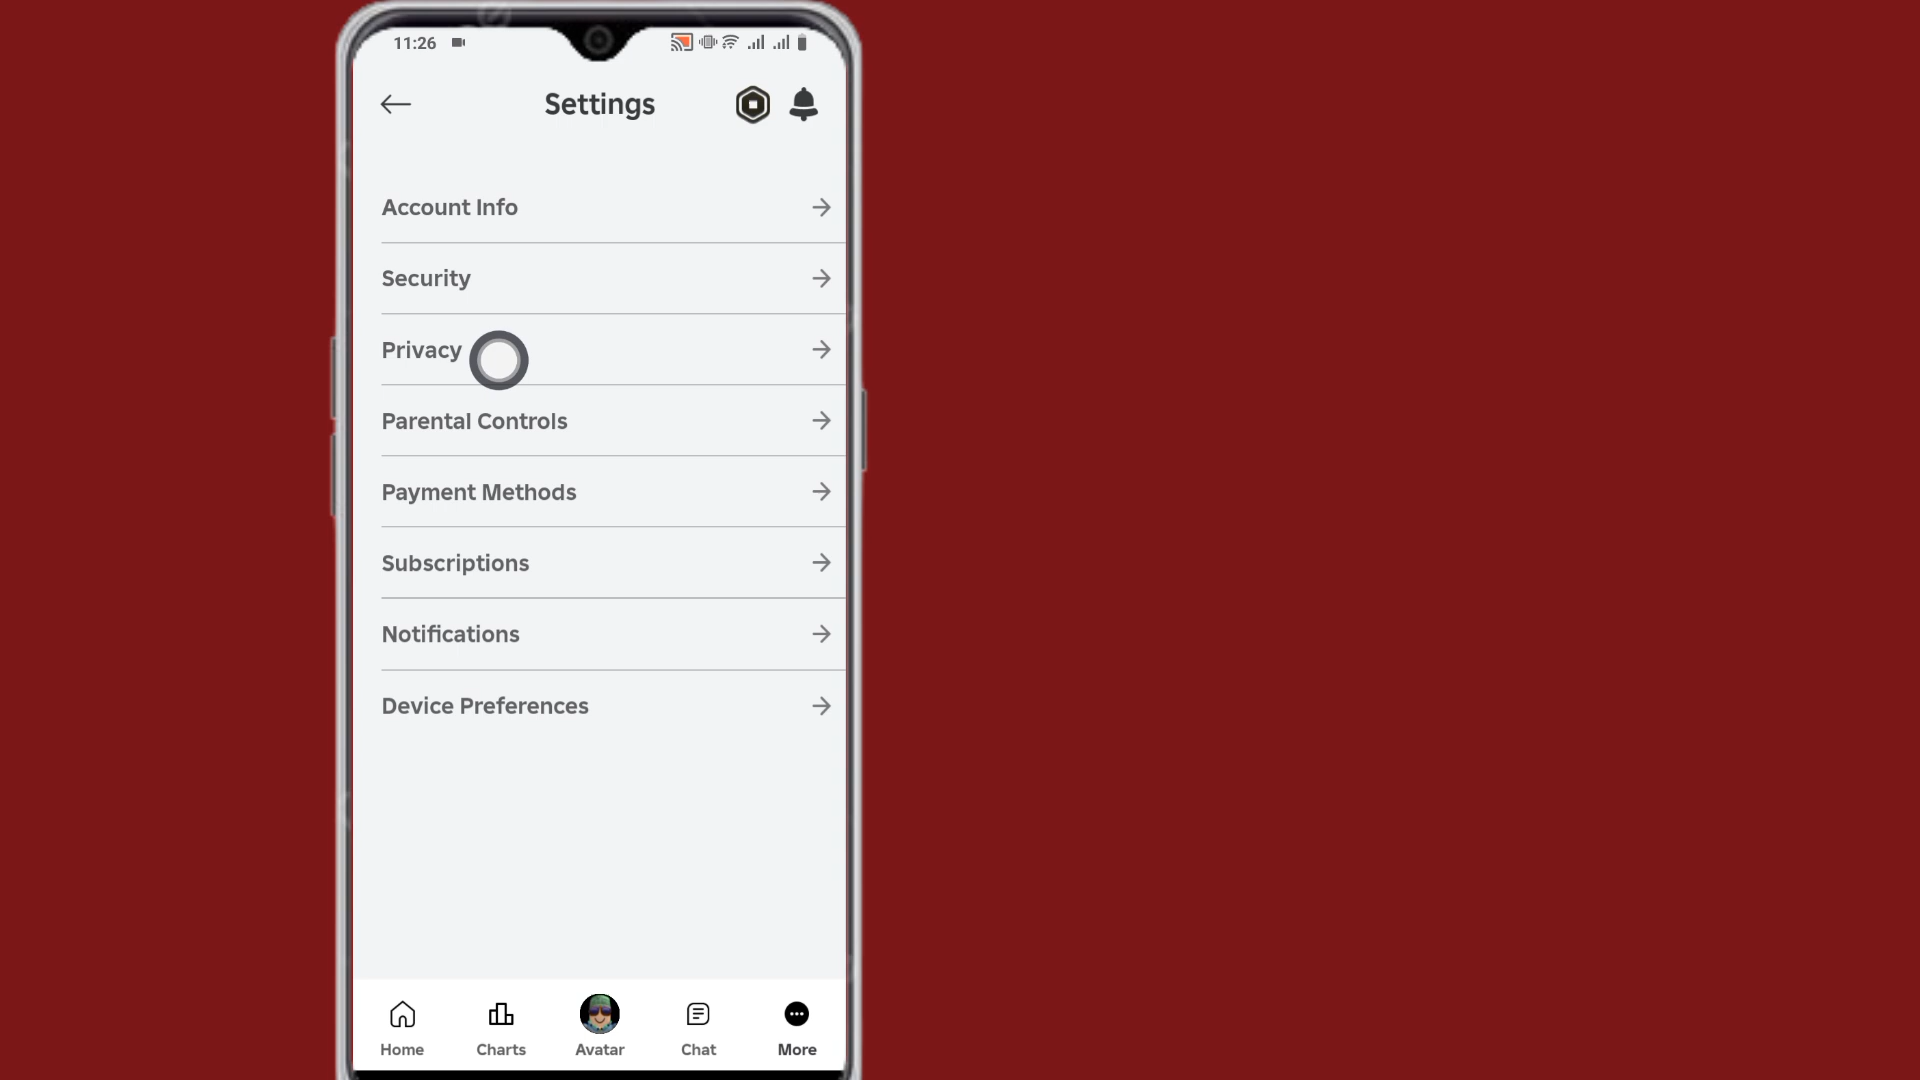 11:26
Settings
Account Info
Security
Privacy
Parental Controls
Payment Methods
Subscriptions
Notifications
Device Preferences
Home
Charts
Avatar
Chat
More